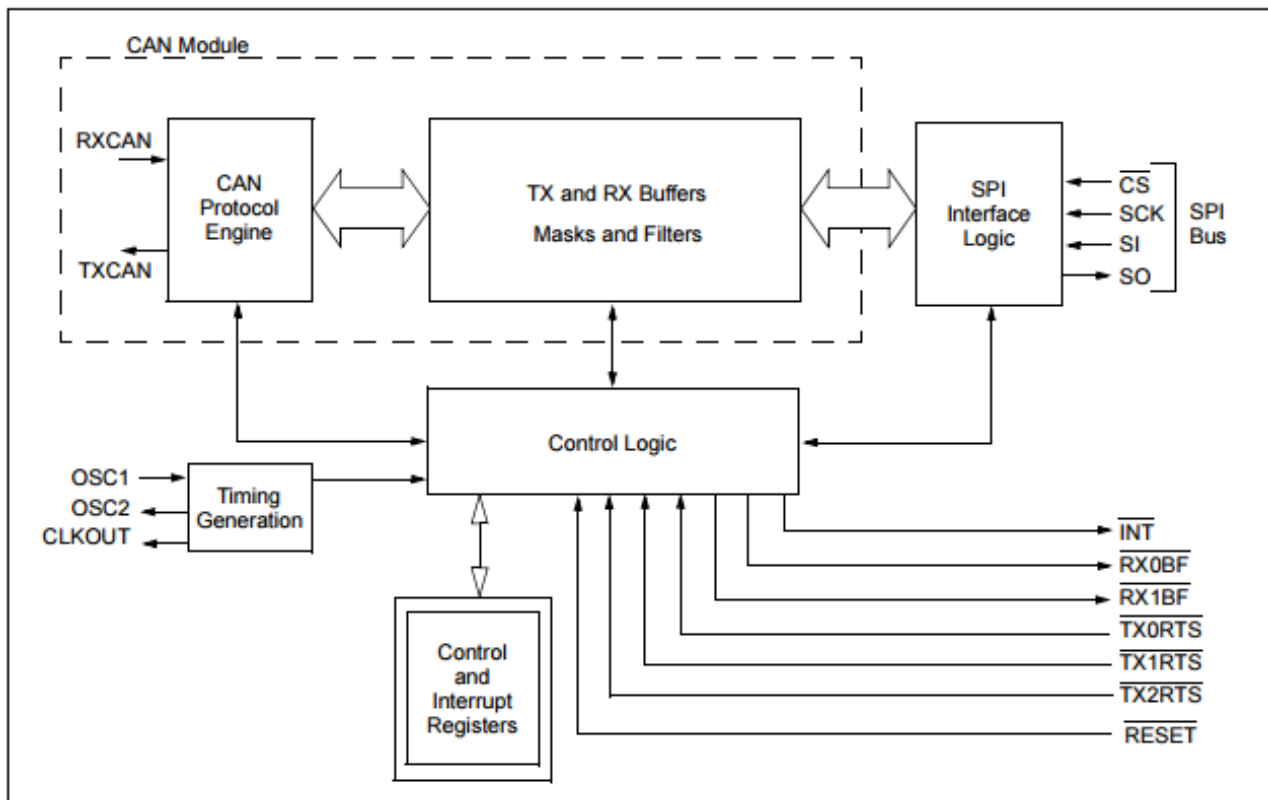 CAN Module
RXCAN
TXCAN
CAN
Protocol
Engine
TX and RX Buffers
Masks and Filters
SPI
Interface
Logic
CS
SCK
SI
SO
SPI
Bus
Control Logic
OSC1
OSC2
CLKOUT
Timing
Generation
Control
and
Interrupt
Registers
INT
RX0BF
RX1BF
TX0RTS
TX1RTS
TX2RTS
RESET